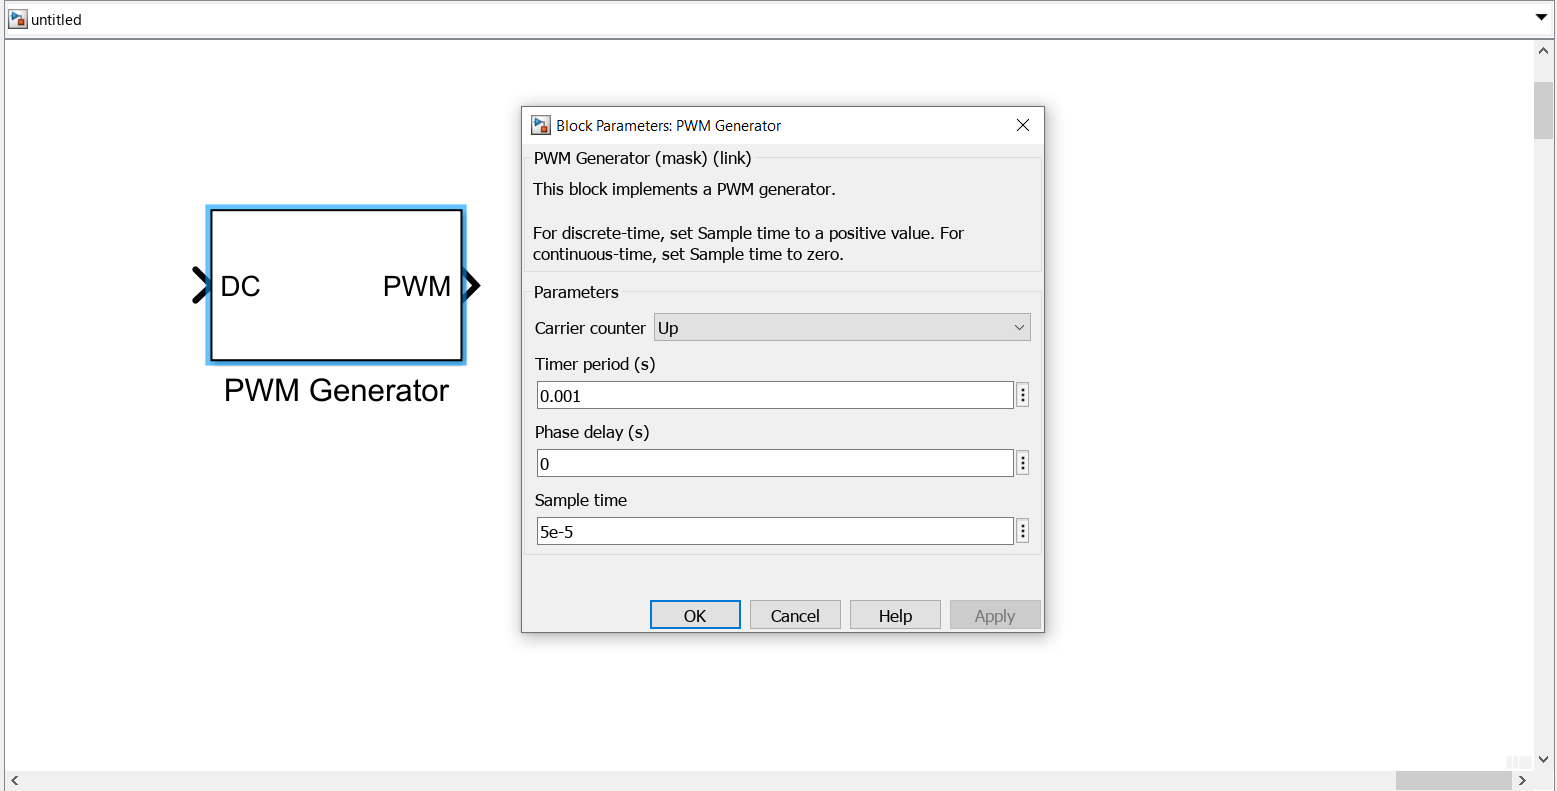 untitled
Block Parameters: PWM Generator
PWM Generator (mask) (link)
This block implements a PWM generator.
For discrete-time, set Sample time to a positive value. For
continuous-time, set Sample time to zero.
Parameters
Carrier counter Up
Timer period (s)
0.001
Phase delay (s)
0
Sample time
5e-5
OK Cancel Help Apply
DC PWM
PWM Generator